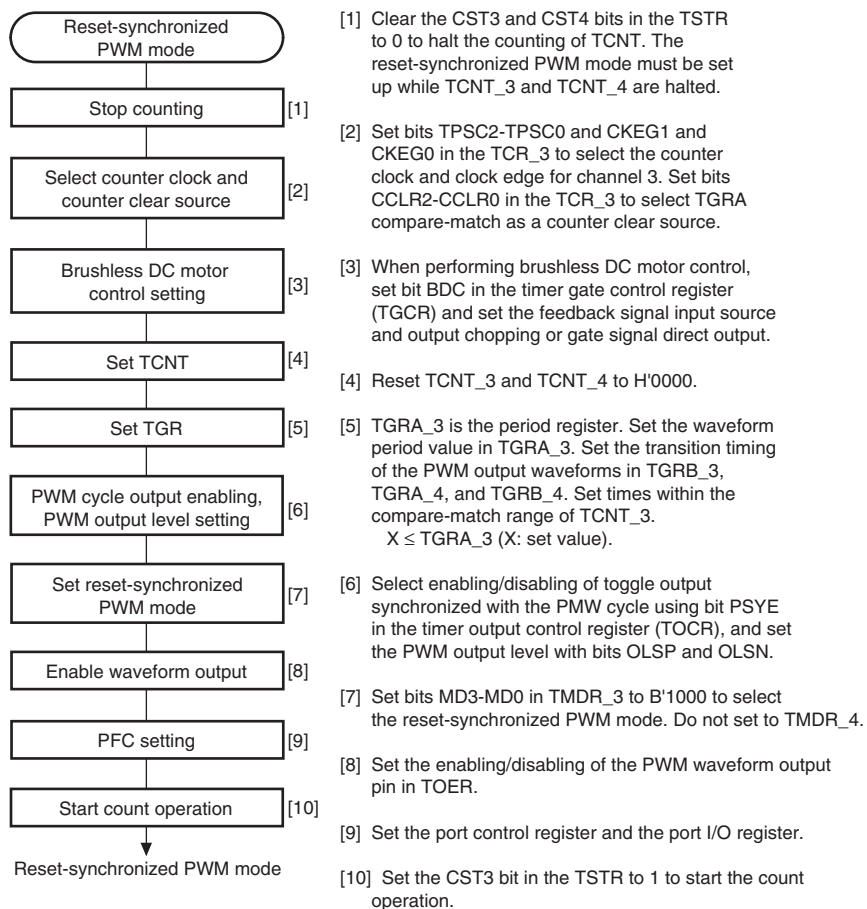 Reset-synchronized
PWM mode
Stop counting
[1]
Select counter clock and
counter clear source
[2]
Brushless DC motor
control setting
[3]
Set TCNT
[4]
Set TGR
[5]
PWM cycle output enabling,
PWM output level setting
[6]
Set reset-synchronized
PWM mode
[7]
Enable waveform output
[8]
PFC setting
[9]
Start count operation
[10]
Reset-synchronized PWM mode
[1] Clear the CST3 and CST4 bits in the TSTR
to 0 to halt the counting of TCNT. The
reset-synchronized PWM mode must be set
up while TCNT_3 and TCNT_4 are halted.
[2] Set bits TPSC2-TPSC0 and CKEG1 and
CKEG0 in the TCR_3 to select the counter
clock and clock edge for channel 3. Set bits
CCLR2-CCLR0 in the TCR_3 to select TGRA
compare-match as a counter clear source.
[3] When performing brushless DC motor control,
set bit BDC in the timer gate control register
(TGCR) and set the feedback signal input source
and output chopping or gate signal direct output.
[4] Reset TCNT_3 and TCNT_4 to H'0000.
[5] TGRA_3 is the period register. Set the waveform
period value in TGRA_3. Set the transition timing
of the PWM output waveforms in TGRB_3,
TGRA_4, and TGRB_4. Set times within the
compare-match range of TCNT_3.
X ≤ TGRA_3 (X: set value).
[6] Select enabling/disabling of toggle output
synchronized with the PMW cycle using bit PSYE
in the timer output control register (TOCR), and set
the PWM output level with bits OLSP and OLSN.
[7] Set bits MD3-MD0 in TMDR_3 to B'1000 to select
the reset-synchronized PWM mode. Do not set to TMDR_4.
[8] Set the enabling/disabling of the PWM waveform output
pin in TOER.
[9] Set the port control register and the port I/O register.
[10] Set the CST3 bit in the TSTR to 1 to start the count
operation.